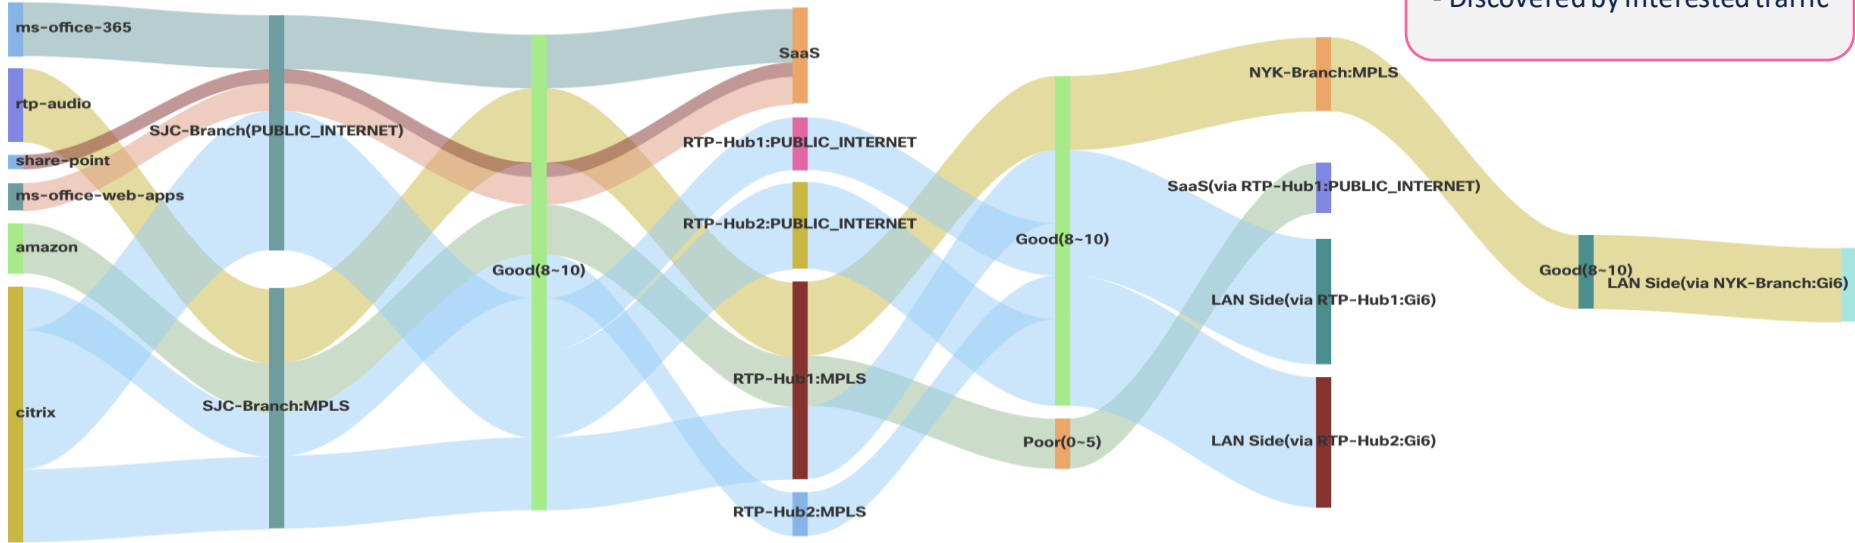 - Discovered by interested traffic
ms-office-365
rtp-audio
share-point
ms-office-web-apps
amazon
citrix
SJC-Branch(PUBLIC_INTERNET)
SJC-Branch:MPLS
Good(8~10)
SaaS
RTP-Hub1:PUBLIC_INTERNET
RTP-Hub2:PUBLIC_INTERNET
RTP-Hub1:MPLS
RTP-Hub2:MPLS
Good(8~10)
Poor(0~5)
NYK-Branch:MPLS
SaaS(via RTP-Hub1:PUBLIC_INTERNET)
LAN Side(via RTP-Hub1:Gi6)
LAN Side(via RTP-Hub2:Gi6)
Good(8~10)
LAN Side(via NYK-Branch:Gi6)